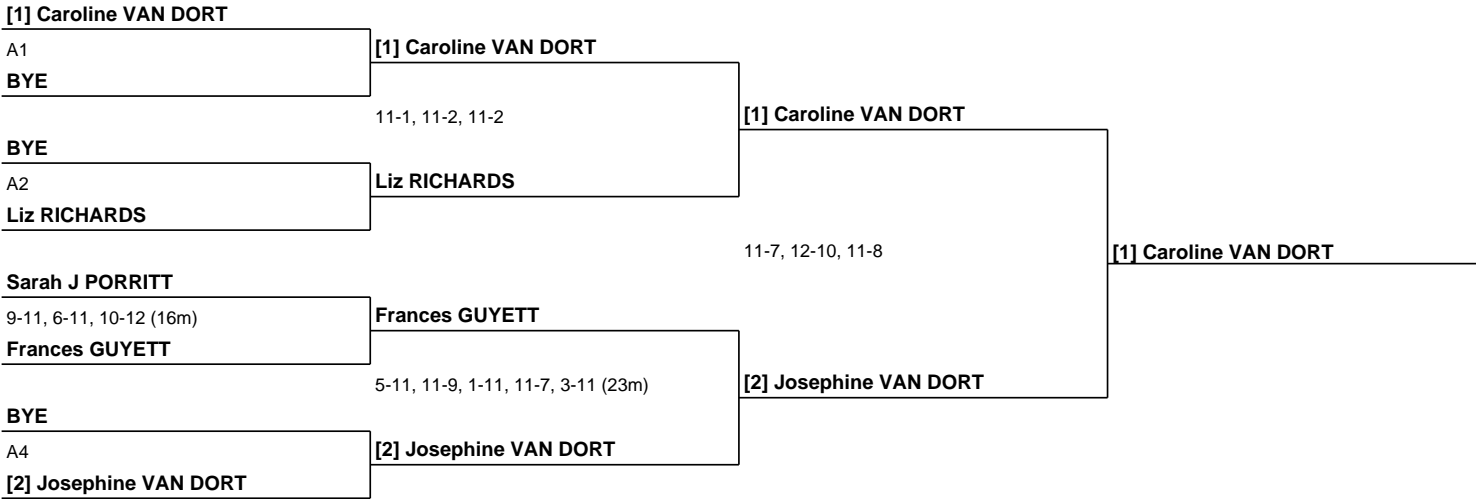 [1] Caroline VAN DORT
A1
BYE
[1] Caroline VAN DORT
11-1, 11-2, 11-2
BYE
A2
Liz RICHARDS
Liz RICHARDS
[1] Caroline VAN DORT
11-7, 12-10, 11-8
[1] Caroline VAN DORT
Sarah J PORRITT
9-11, 6-11, 10-12 (16m)
Frances GUYETT
Frances GUYETT
5-11, 11-9, 1-11, 11-7, 3-11 (23m)
[2] Josephine VAN DORT
BYE
A4
[2] Josephine VAN DORT
[2] Josephine VAN DORT